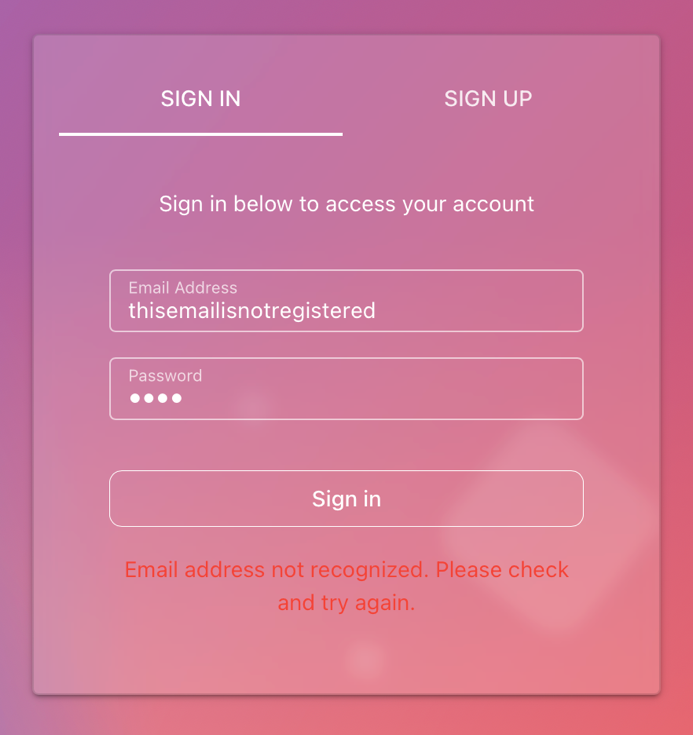 SIGN IN
SIGN UP
Sign in below to access your account
Email Address
thisemailisnotregistered
Password
●●●●
Sign in
Email address not recognized. Please check
and try again.